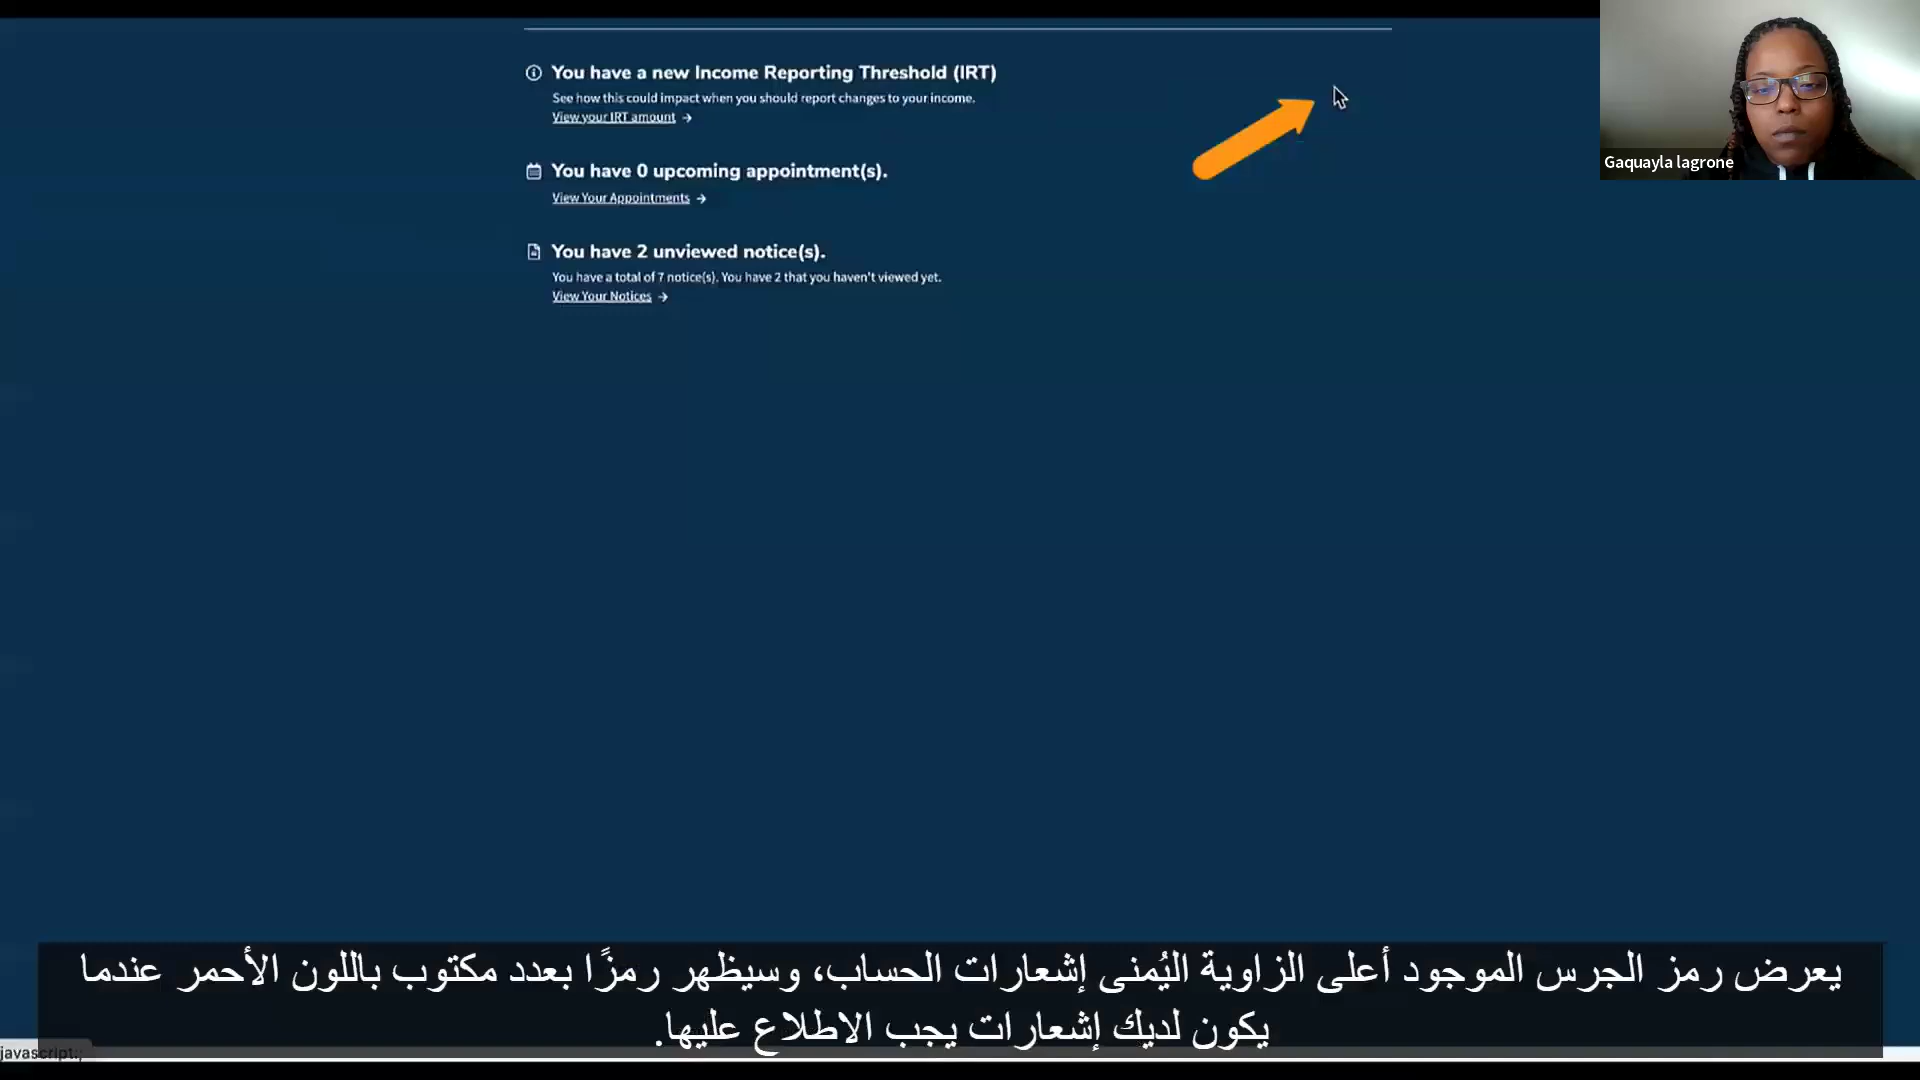 You have a new Income Reporting Threshold (IRT)
See how this could impact when you should report changes to your income.
View your IRT amount →
You have 0 upcoming appointment(s).
View Your Appointments →
You have 2 unviewed notice(s).
You have a total of 7 notice(s). You have 2 that you haven't viewed yet.
View Your Notices →
Gaquayla lagrone
يعرض رمز الجرس الموجود أعلى الزاوية اليُمنى إشعارات الحساب، وسيظهر رمزًا بعدد مكتوب باللون الأحمر عندما
يكون لديك إشعارات يجب الاطلاع عليها.
javascript:;